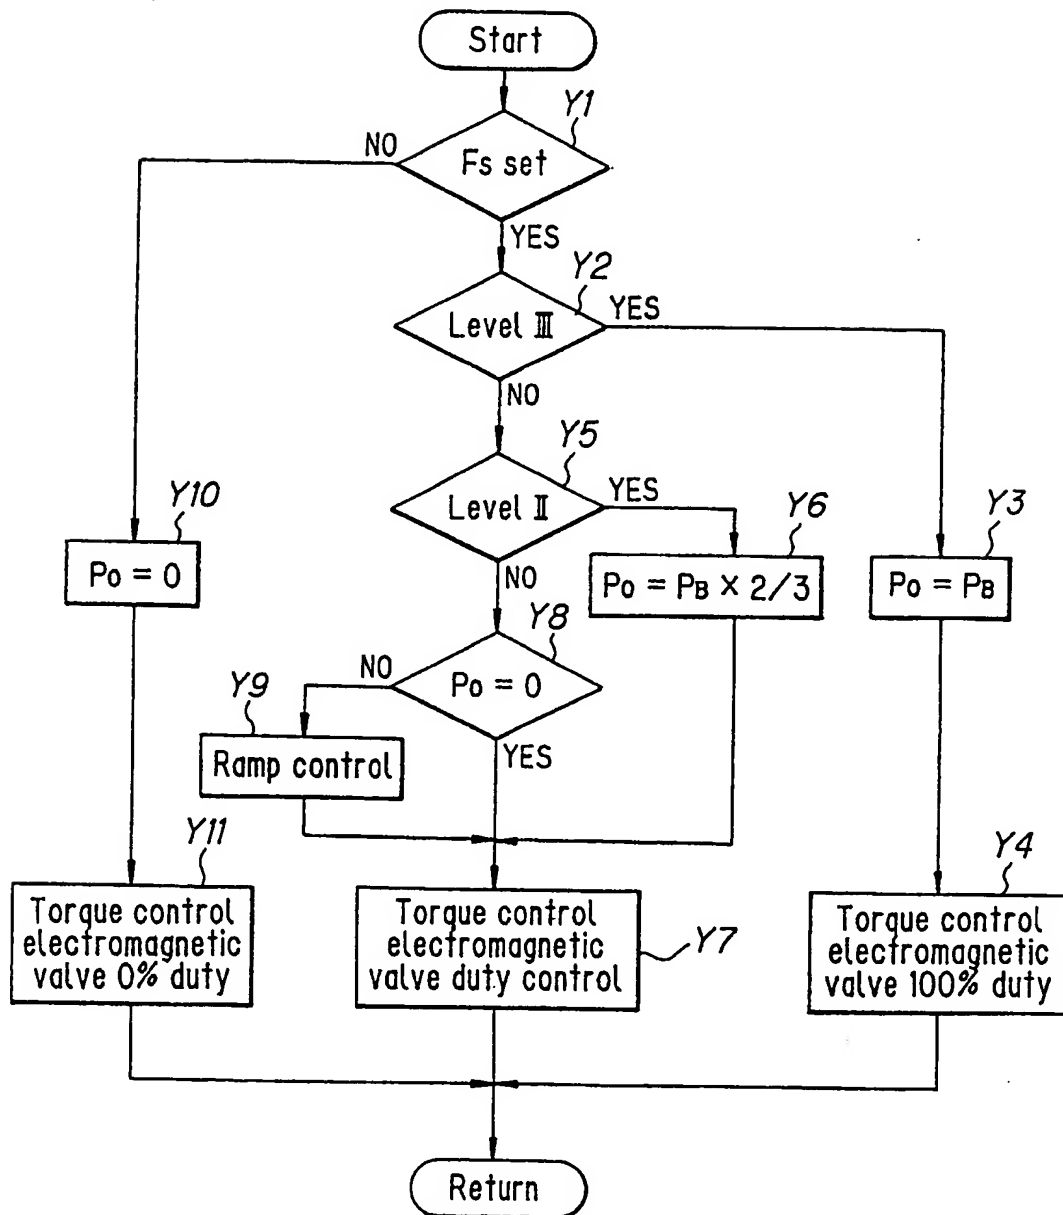 Start
Y1
NO
Fs set
YES
Y2
YES
Level III
NO
Y5
YES
Level II
Y10
Y6
Y3
Po = 0
NO
Po = PB × 2/3
Po = PB
Y8
NO
Po = 0
Y9
YES
Ramp control
Y11
Y4
Torque control
electromagnetic
valve 0% duty
Torque control
electromagnetic
valve duty control
Y7
Torque control
electromagnetic
valve 100% duty
Return